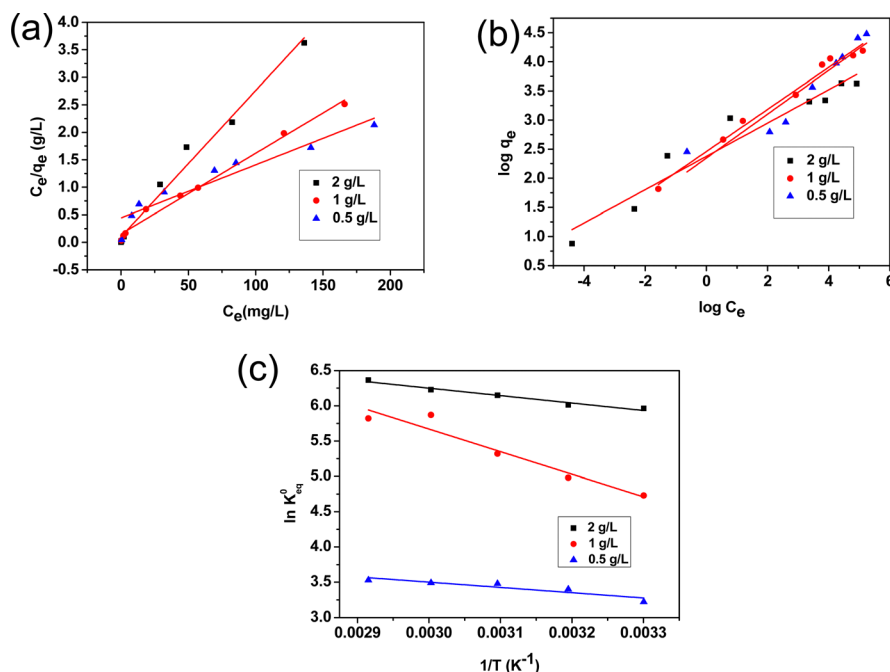 (a)
4.0
3.5
3.0
2.5
2.0
1.5
1.0
0.5
0.0
-0.5
Ce/qe (g/L)
2 g/L
1 g/L
0.5 g/L
0 50 100 150 200
Ce(mg/L)
(b)
5.0
4.5
4.0
3.5
3.0
2.5
2.0
1.5
1.0
0.5
log qe
2 g/L
1 g/L
0.5 g/L
-4 -2 0 2 4 6
log Ce
(c)
6.5
6.0
5.5
5.0
4.5
4.0
3.5
3.0
ln K0eq
2 g/L
1 g/L
0.5 g/L
0.0029 0.0030 0.0031 0.0032 0.0033
1/T (K-1)